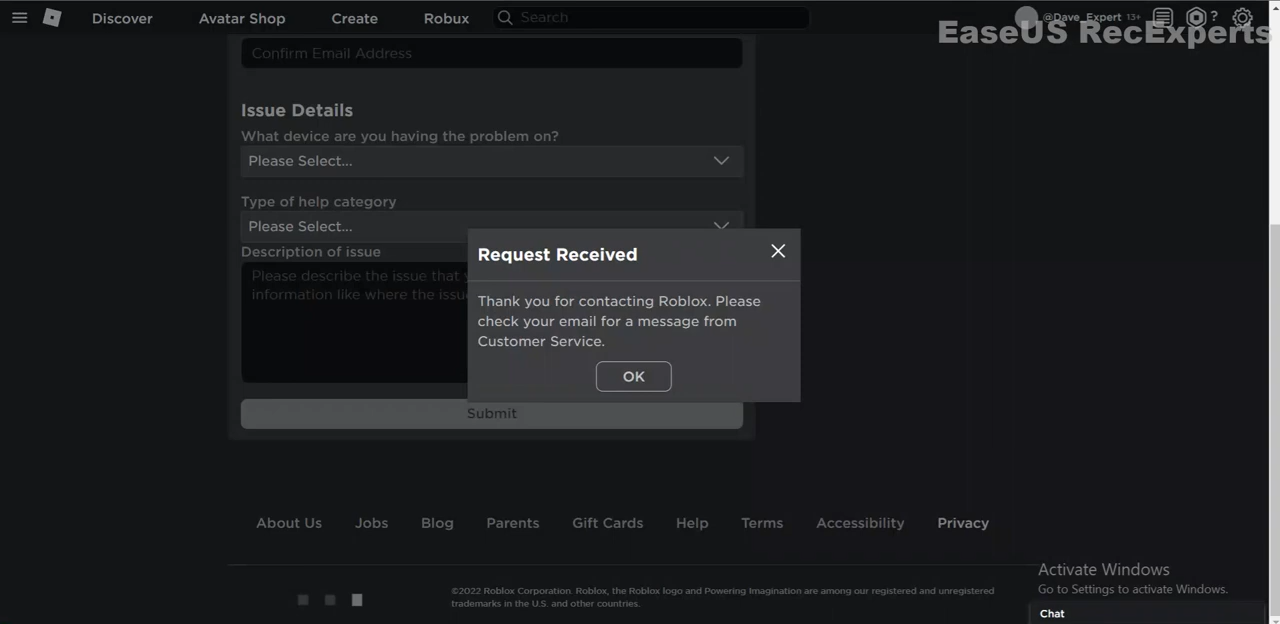 Discover Avatar Shop Create Robux Search @Dave_Expert 13+ ?
EaseUS RecExperts
Confirm Email Address
Issue Details
What device are you having the problem on?
Please Select...
Type of help category
Please Select...
Description of issue
Please describe the issue that y
information like where the issue
Request Received
Thank you for contacting Roblox. Please
check your email for a message from
Customer Service.
OK
Submit
About Us Jobs Blog Parents Gift Cards Help Terms Accessibility Privacy
©2022 Roblox Corporation. Roblox, the Roblox logo and Powering Imagination are among our registered and unregistered
trademarks in the U.S. and other countries.
Activate Windows
Go to Settings to activate Windows.
Chat